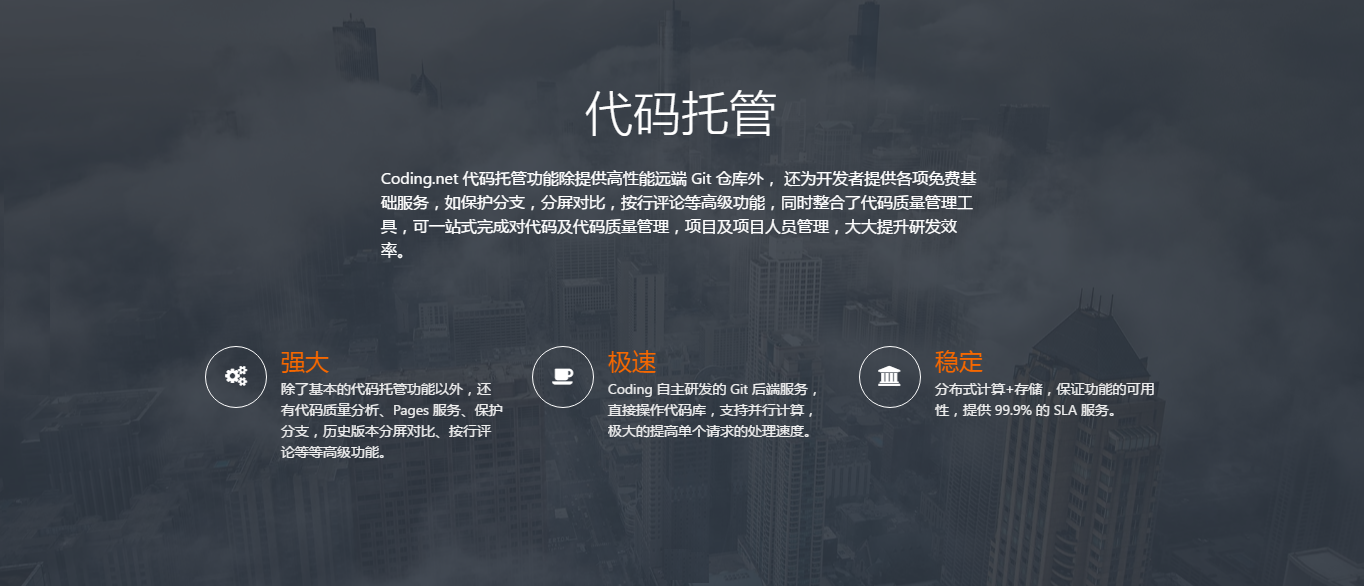 代码托管
Coding.net 代码托管功能除提供高性能远端 Git 仓库外， 还为开发者提供各项免费基
础服务，如保护分支，分屏对比，按行评论等高级功能，同时整合了代码质量管理工
具，可一站式完成对代码及代码质量管理，项目及项目人员管理，大大提升研发效
率。
强大
除了基本的代码托管功能以外，还
有代码质量分析、Pages 服务、保护
分支，历史版本分屏对比、按行评
论等等高级功能。
极速
Coding 自主研发的 Git 后端服务，
直接操作代码库，支持并行计算，
极大的提高单个请求的处理速度。
稳定
分布式计算+存储，保证功能的可用
性，提供 99.9% 的 SLA 服务。